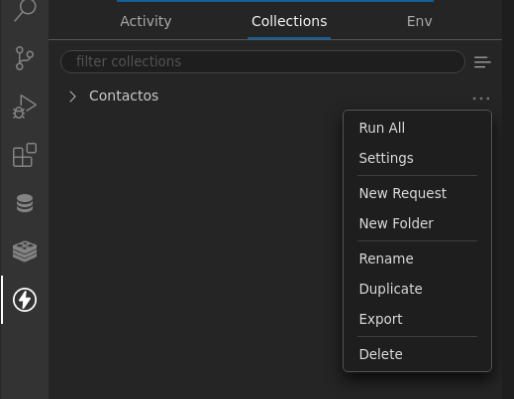 Activity Collections Env
filter collections
Contactos ...
Run All
Settings
New Request
New Folder
Rename
Duplicate
Export
Delete